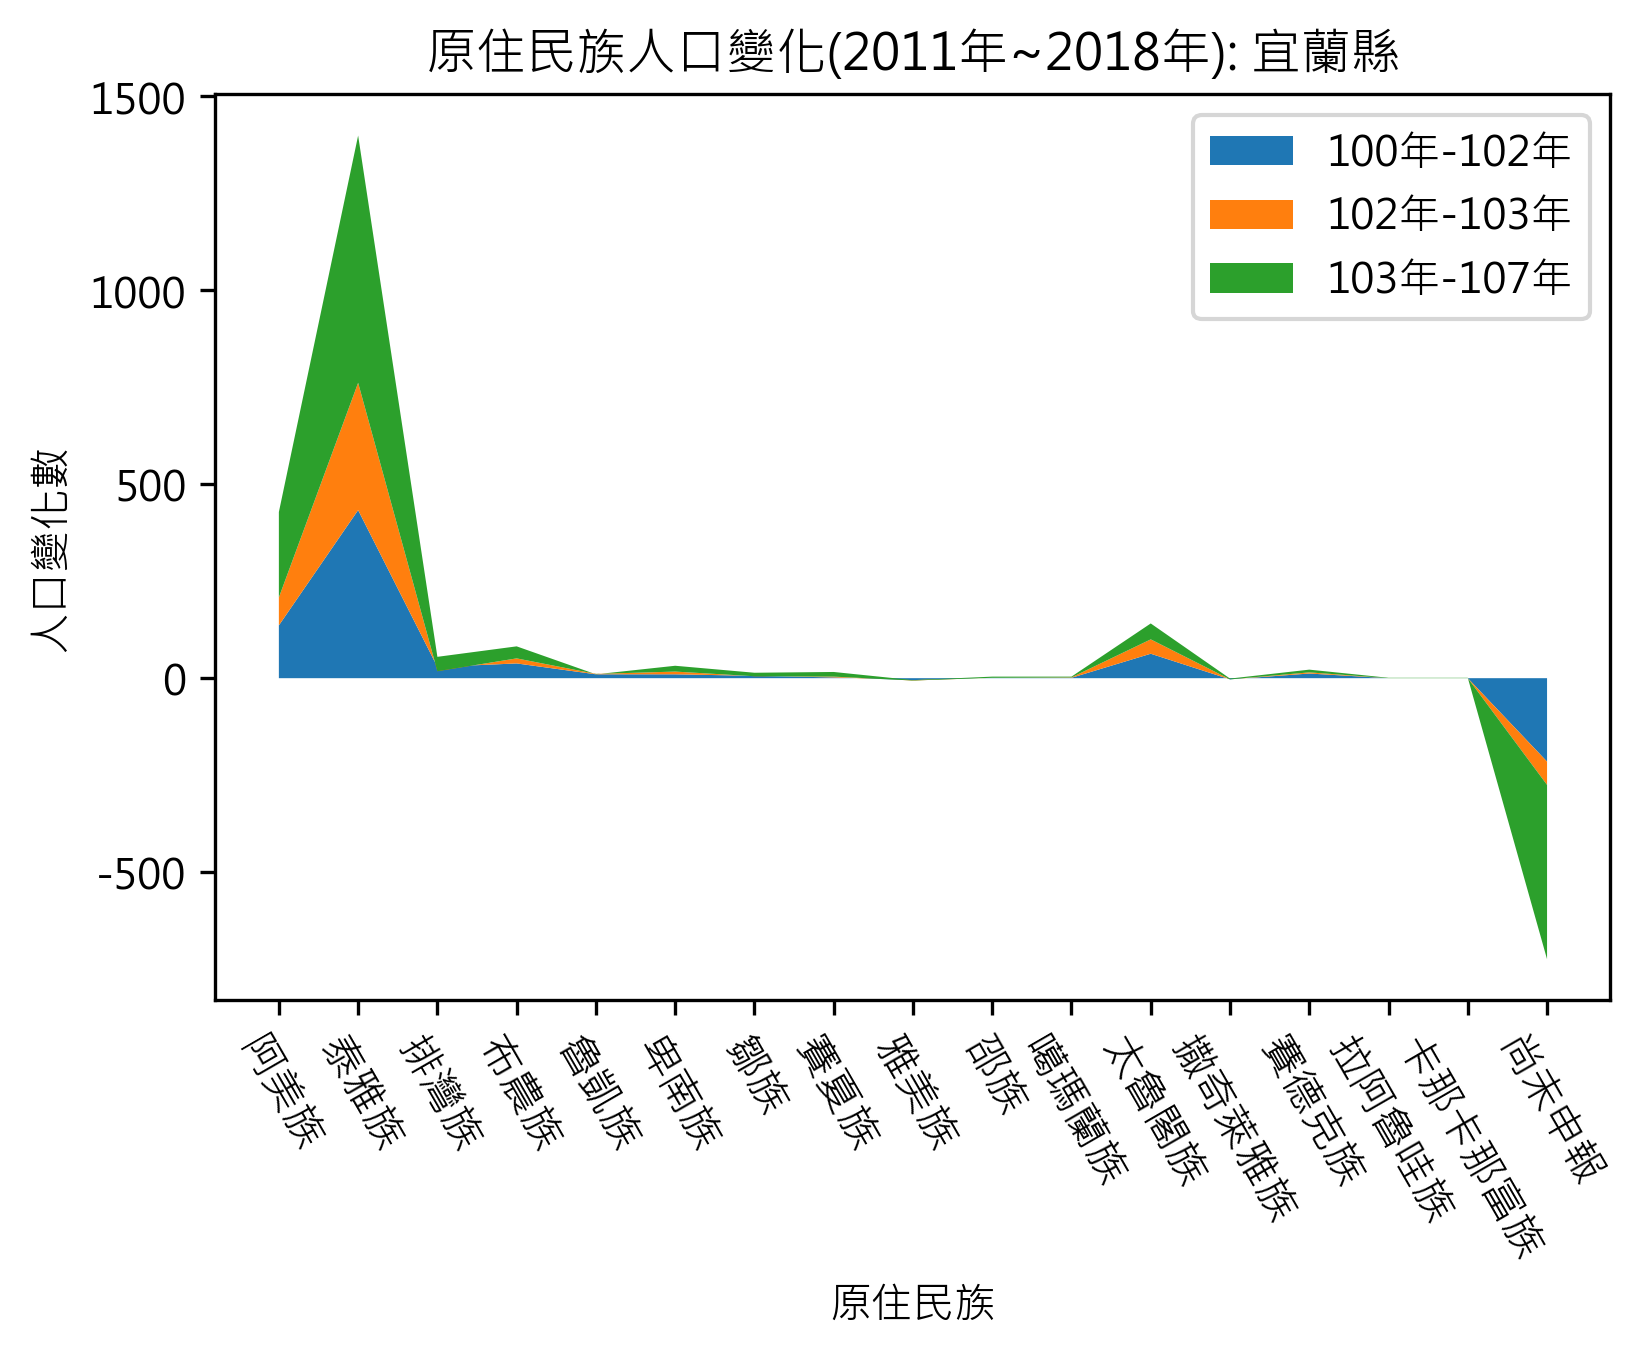 原住民族人口變化(2011年~2018年): 宜蘭縣
1500
1000
500
0
-500
人口變化數
100年-102年
102年-103年
103年-107年
阿美族
泰雅族
排灣族
布農族
魯凱族
卑南族
鄒族
賽夏族
雅美族
邵族
噶瑪蘭族
太魯閣族
撒奇萊雅族
賽德克族
拉阿魯哇族
卡那卡那富族
尚未申報
原住民族